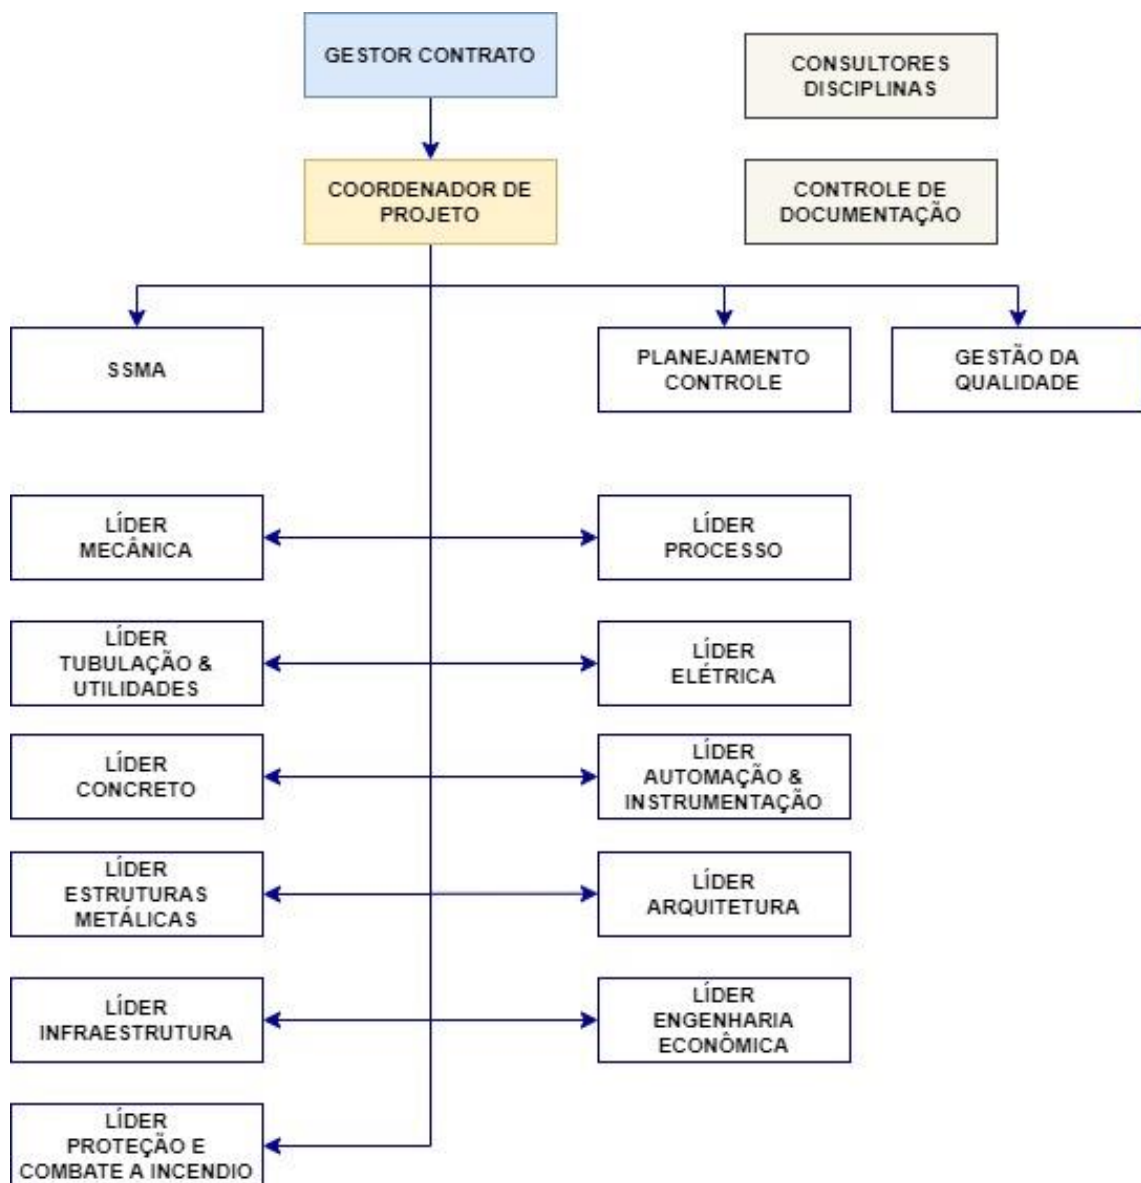 GESTOR CONTRATO
CONSULTORES
DISCIPLINAS
COORDENADOR DE
PROJETO
CONTROLE DE
DOCUMENTAÇÃO
SSMA
PLANEJAMENTO
CONTROLE
GESTÃO DA
QUALIDADE
LÍDER
MECÂNICA
LÍDER
PROCESSO
LÍDER
TUBULAÇÃO &
UTILIDADES
LÍDER
ELÉTRICA
LÍDER
CONCRETO
LÍDER
AUTOMAÇÃO &
INSTRUMENTAÇÃO
LÍDER
ESTRUTURAS
METÁLICAS
LÍDER
ARQUITETURA
LÍDER
INFRAESTRUTURA
LÍDER
ENGENHARIA
ECONÔMICA
LÍDER
PROTEÇÃO E
COMBATE A INCENDIO